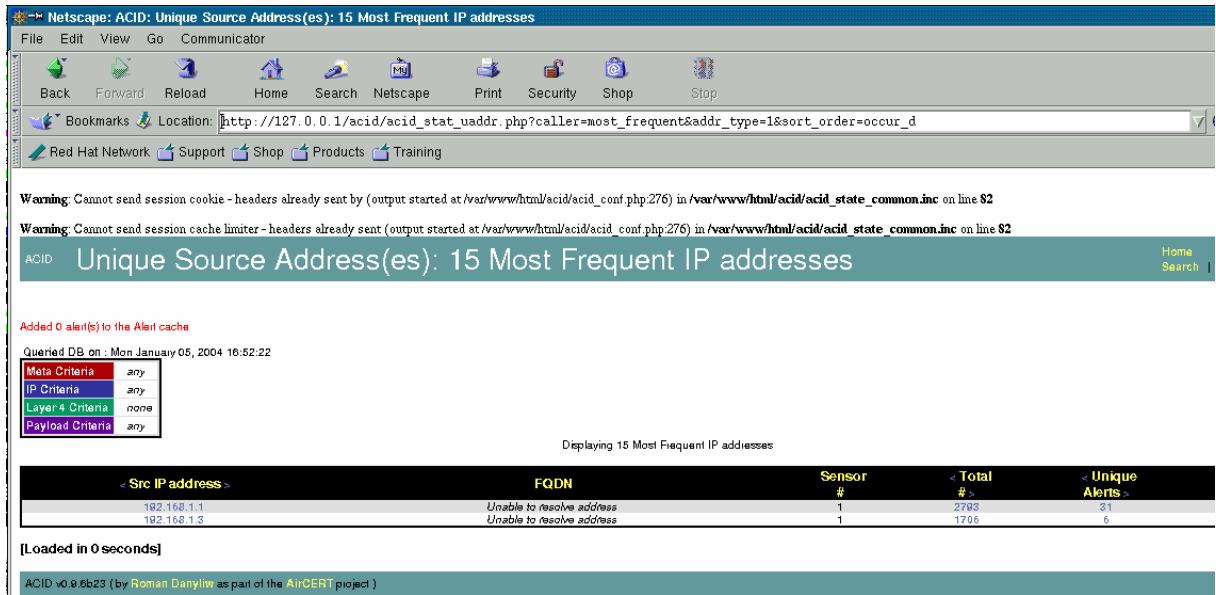 Netscape: ACID: Unique Source Address(es): 15 Most Frequent IP addresses
File Edit View Go Communicator
Back Forward Reload Home Search Netscape Print Security Shop Stop
My
Bookmarks Location: http://127.0.0.1/acid/acid_stat_uaddr.php?caller=most_frequent&addr_type=1&sort_order=occur_d
Red Hat Network Support Shop Products Training
Warning: Cannot send session cookie - headers already sent by (output started at /var/www/html/acid/acid_conf.php:276) in /var/www/html/acid/acid_state_common.inc on line 82
Warning: Cannot send session cache limiter - headers already sent (output started at /var/www/html/acid/acid_conf.php:276) in /var/www/html/acid/acid_state_common.inc on line 82
ACID Unique Source Address(es): 15 Most Frequent IP addresses
Home
Search |
Added 0 alert(s) to the Alert cache
Queried DB on : Mon January 05, 2004 16:52:22
Meta Criteria any
IP Criteria any
Layer 4 Criteria none
Payload Criteria any
Displaying 15 Most Frequent IP addresses
< Src IP address > FQDN Sensor # < Total # > < Unique Alerts >
192.168.1.1 Unable to resolve address 1 2793 31
192.168.1.3 Unable to resolve address 1 1706 6
[Loaded in 0 seconds]
ACID v0.9.6b23 ( by Roman Danyliw as part of the AirCERT project )